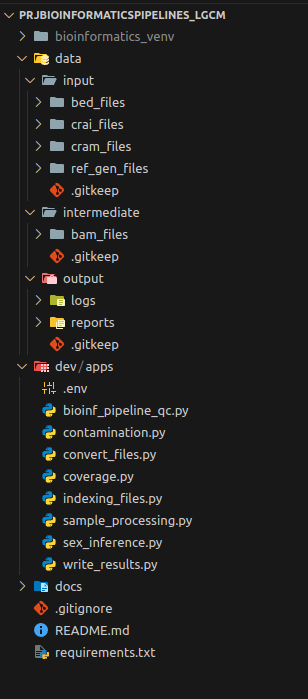 PRJBIOINFORMATICSPIPELINES_LGCM
bioinformatics_venv
data
input
bed_files
crai_files
cram_files
ref_gen_files
.gitkeep
intermediate
bam_files
.gitkeep
output
logs
reports
.gitkeep
dev/apps
.env
bioinf_pipeline_qc.py
contamination.py
convert_files.py
coverage.py
indexing_files.py
sample_processing.py
sex_inference.py
write_results.py
docs
.gitignore
README.md
requirements.txt